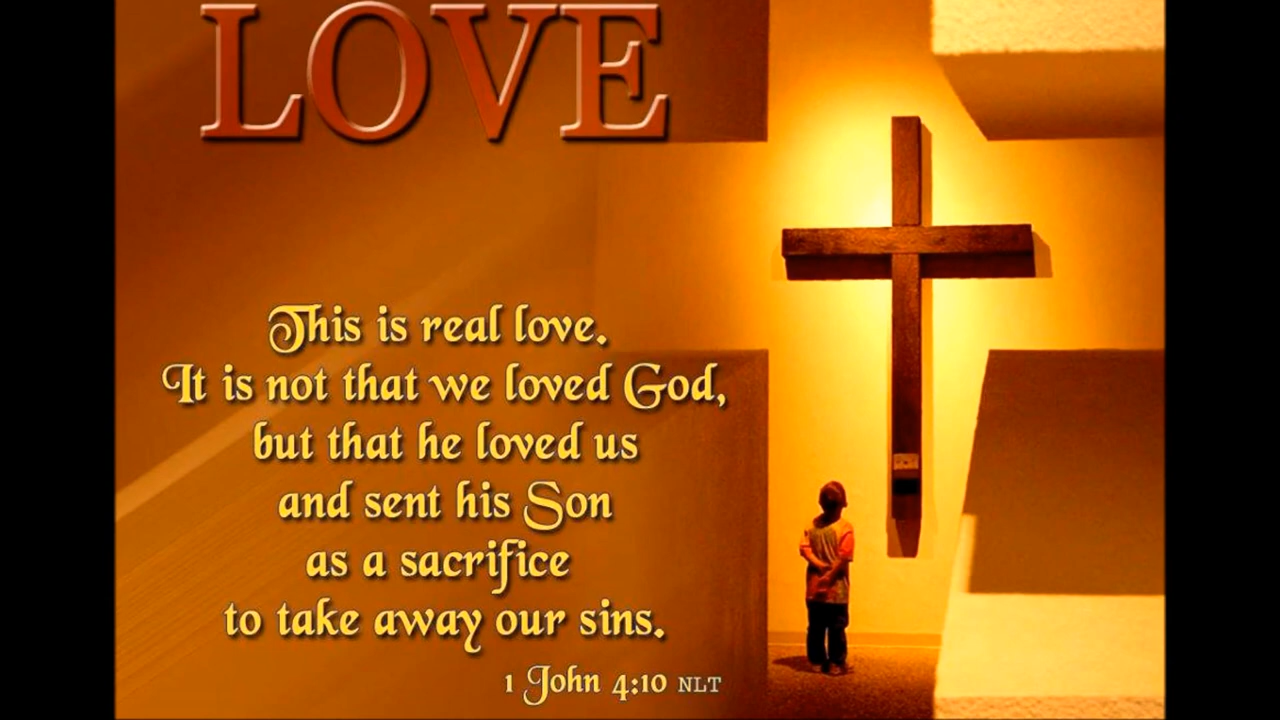 LOVE
This is real love.
It is not that we loved God,
but that he loved us
and sent his Son
as a sacrifice
to take away our sins.
1 John 4:10 NLT